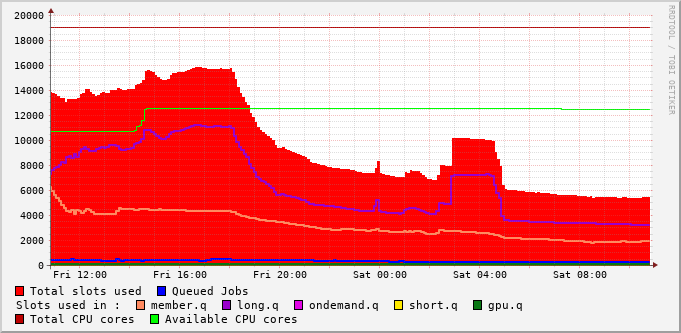 20000
18000
16000
14000
12000
10000
8000
6000
4000
2000
0
Fri 12:00 Fri 16:00 Fri 20:00 Sat 00:00 Sat 04:00 Sat 08:00
Total slots used Queued Jobs
Slots used in : member.q long.q ondemand.q short.q gpu.q
Total CPU cores Available CPU cores
RRDTOOL / TOBI OETIKER